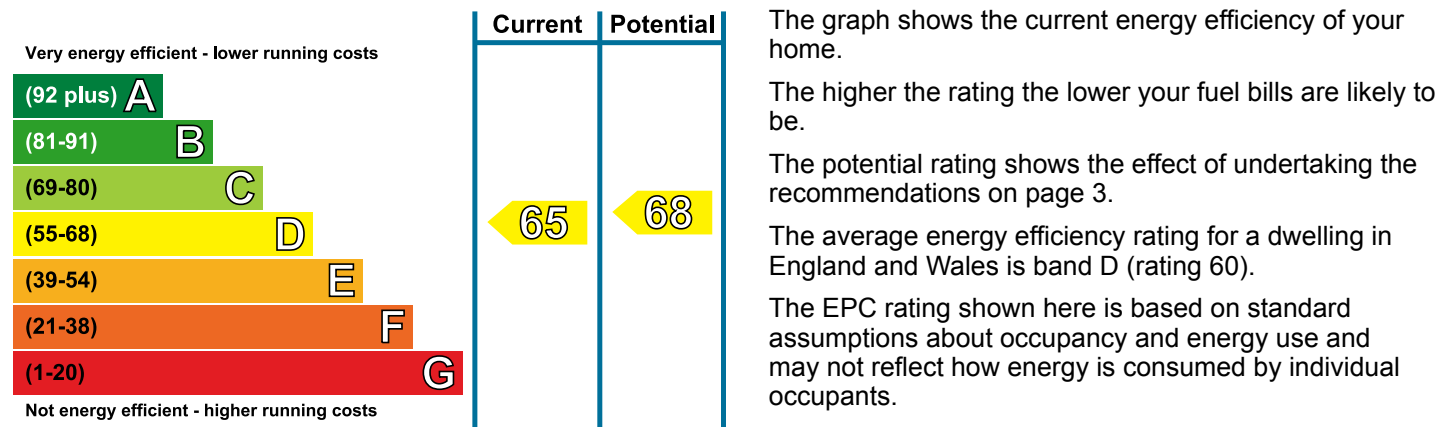 Current Potential
Very energy efficient - lower running costs
(92 plus) A
(81-91) B
(69-80) C
(55-68) D
(39-54) E
(21-38) F
(1-20) G
Not energy efficient - higher running costs
65 68
The graph shows the current energy efficiency of your
home.
The higher the rating the lower your fuel bills are likely to
be.
The potential rating shows the effect of undertaking the
recommendations on page 3.
The average energy efficiency rating for a dwelling in
England and Wales is band D (rating 60).
The EPC rating shown here is based on standard
assumptions about occupancy and energy use and
may not reflect how energy is consumed by individual
occupants.